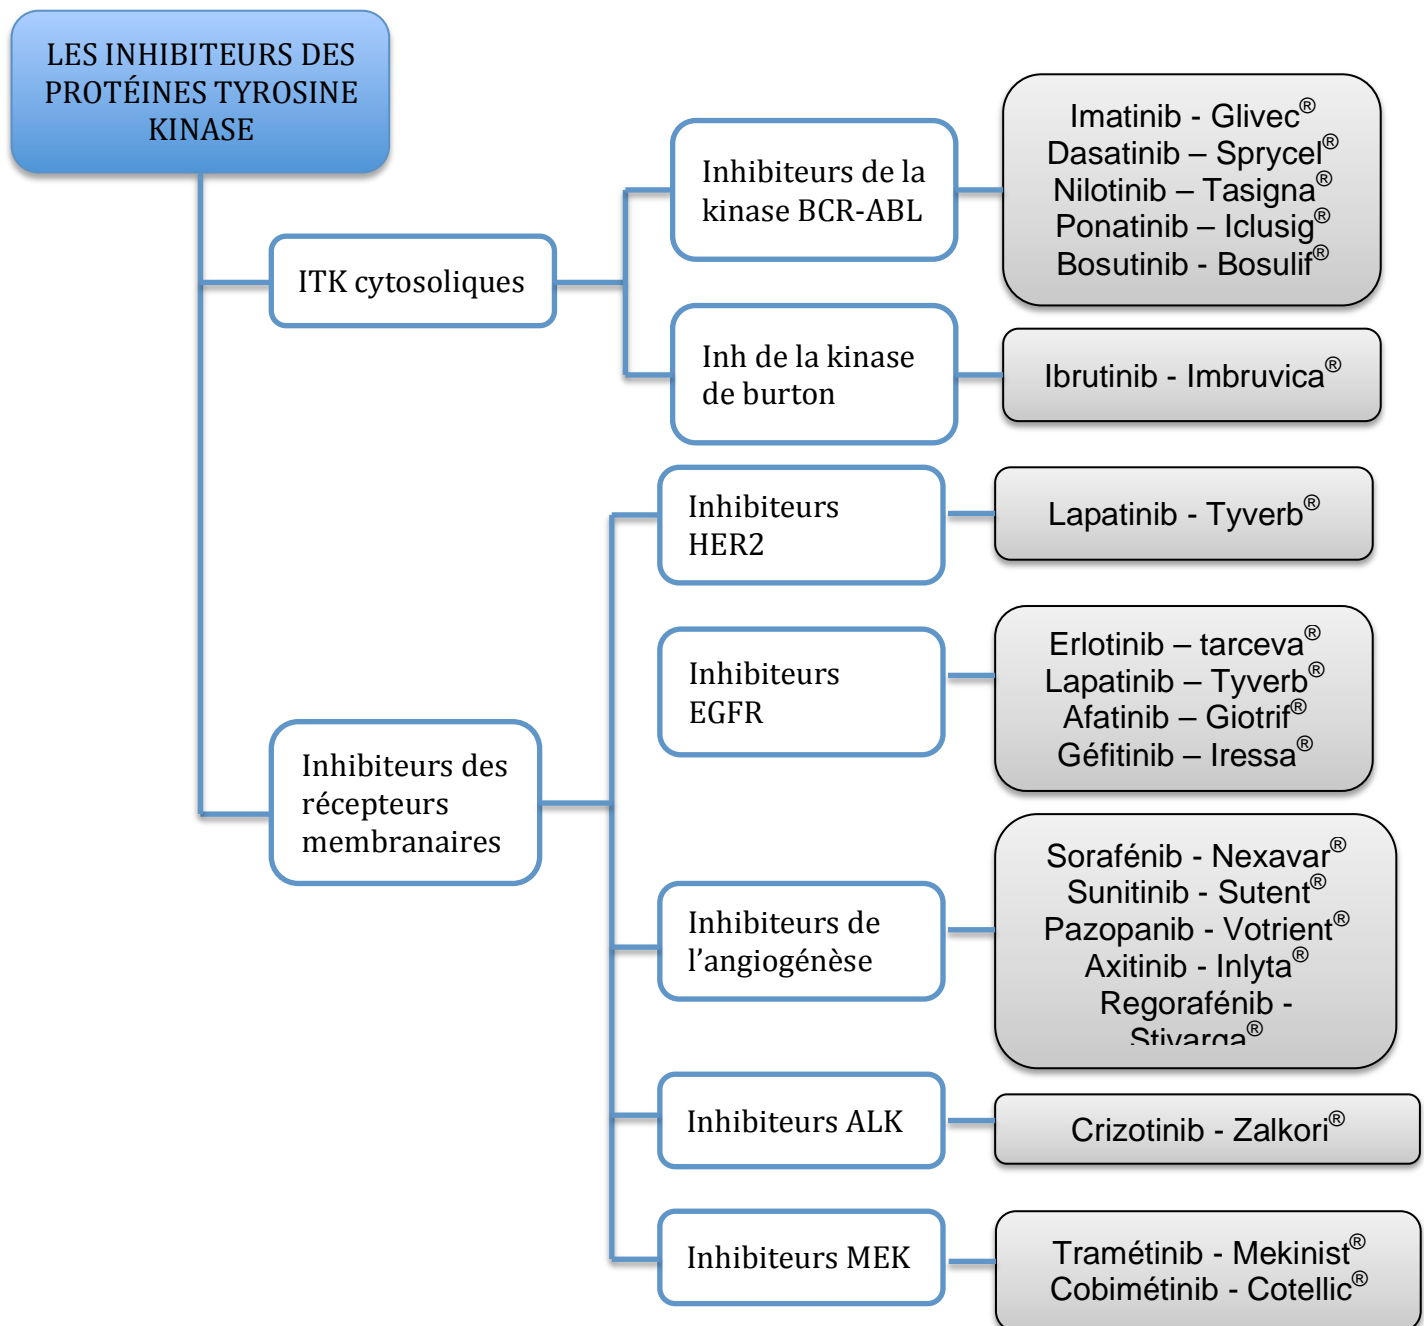 LES INHIBITEURS DES
PROTÉINES TYROSINE
KINASE
ITK cytosoliques
Inhibiteurs de la
kinase BCR-ABL
Imatinib - Glivec®
Dasatinib – Sprycel®
Nilotinib – Tasigna®
Ponatinib – Iclusig®
Bosutinib - Bosulif®
Inh de la kinase
de burton
Ibrutinib - Imbruvica®
Inhibiteurs des
récepteurs
membranaires
Inhibiteurs
HER2
Lapatinib - Tyverb®
Inhibiteurs
EGFR
Erlotinib – tarceva®
Lapatinib – Tyverb®
Afatinib – Giotrif®
Géfitinib – Iressa®
Inhibiteurs de
l’angiogénèse
Sorafénib - Nexavar®
Sunitinib - Sutent®
Pazopanib - Votrient®
Axitinib - Inlyta®
Regorafénib -
Stivarga®
Inhibiteurs ALK
Crizotinib - Zalkori®
Inhibiteurs MEK
Tramétinib - Mekinist®
Cobimétinib - Cotellic®